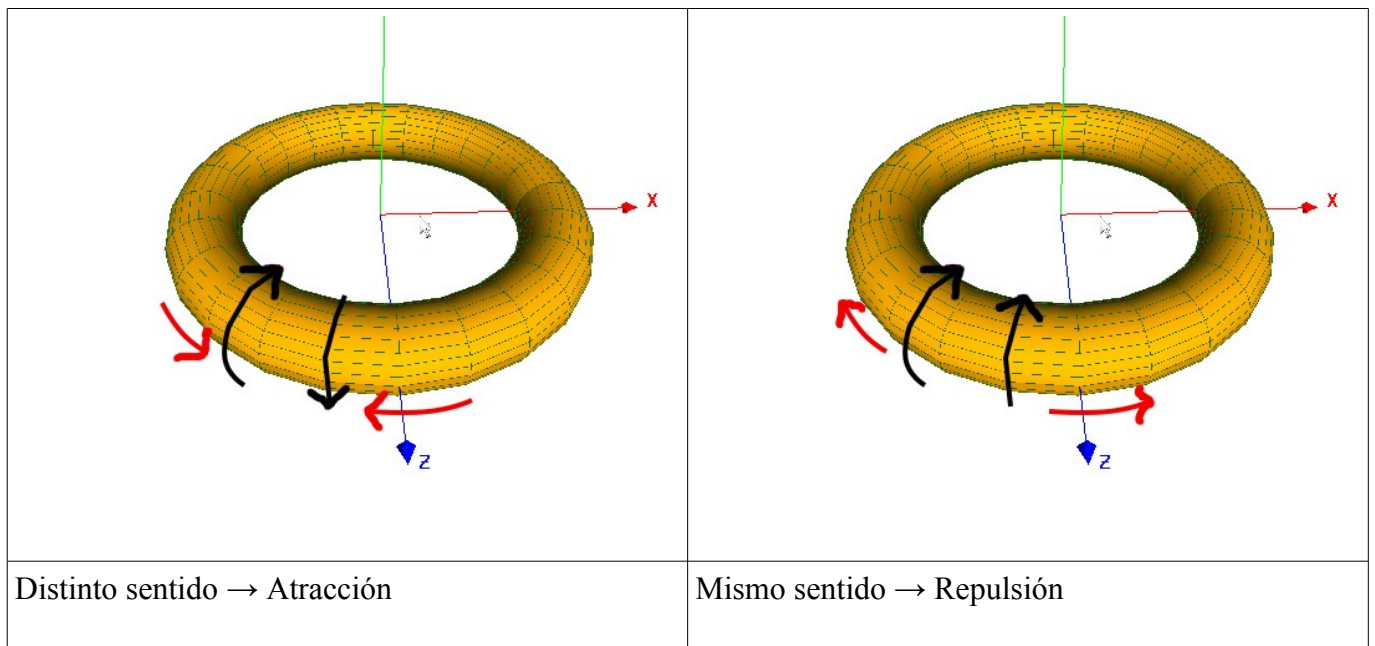 X
Z
X
Z
Distinto sentido → Atracción
Mismo sentido → Repulsión